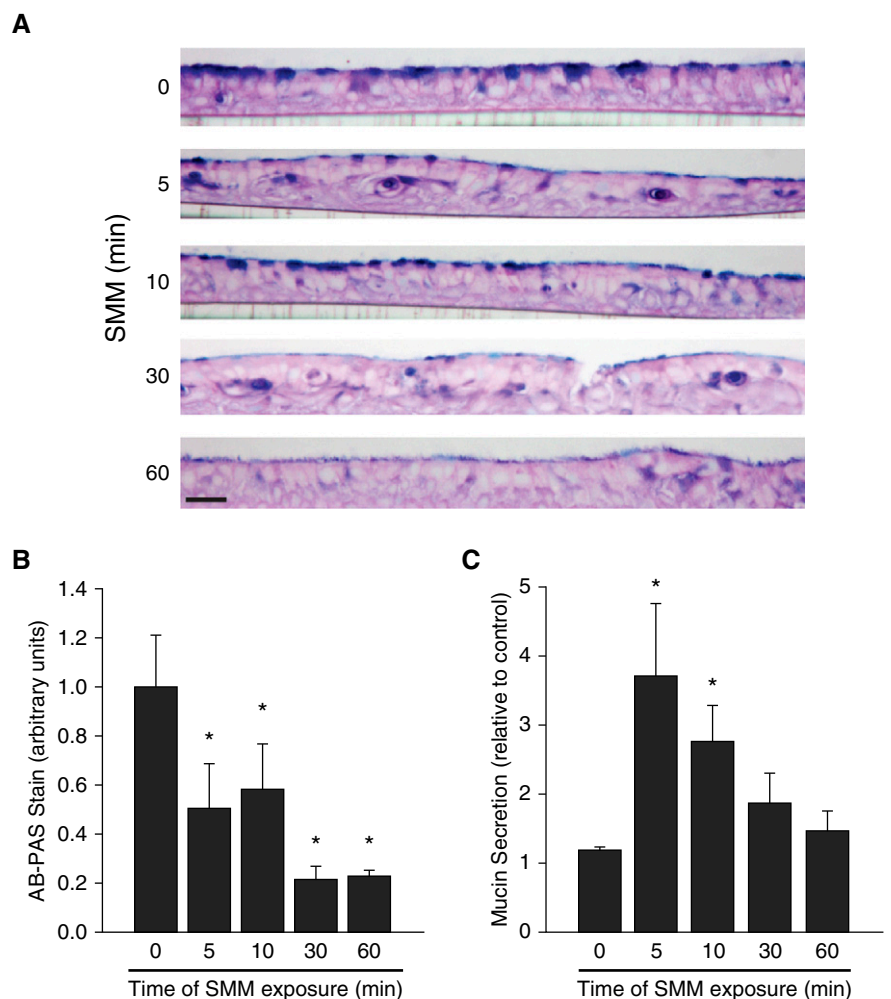 A
SMM (min)
0
5
10
30
60
B
AB-PAS Stain (arbitrary units)
1.4
1.2
1.0
0.8
0.6
0.4
0.2
0.0
* * * *
0 5 10 30 60
Time of SMM exposure (min)
C
Mucin Secretion (relative to control)
5
4
3
2
1
0
* *
0 5 10 30 60
Time of SMM exposure (min)